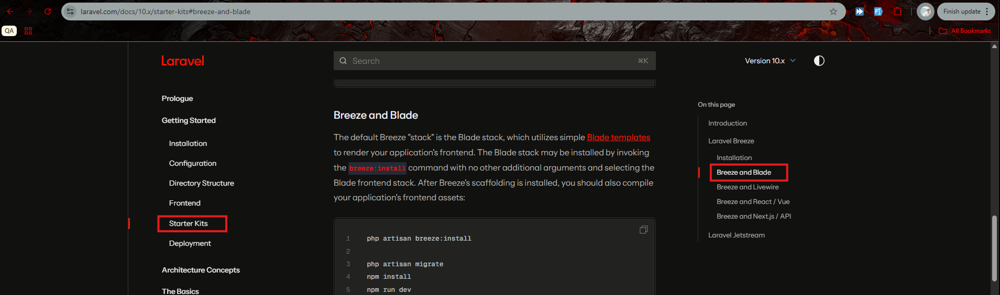 laravel.com/docs/10.x/starter-kits#breeze-and-blade
Finish update
QA
All Bookmarks
Laravel
Search
⌘K
Version 10.x
Prologue
Getting Started
Installation
Configuration
Directory Structure
Frontend
Starter Kits
Deployment
Architecture Concepts
The Basics
Breeze and Blade
The default Breeze "stack" is the Blade stack, which utilizes simple Blade templates
to render your application's frontend. The Blade stack may be installed by invoking
the breeze:install command with no other additional arguments and selecting the
Blade frontend stack. After Breeze's scaffolding is installed, you should also compile
your application's frontend assets:
1 php artisan breeze:install
2
3 php artisan migrate
4 npm install
5 npm run dev
On this page
Introduction
Laravel Breeze
Installation
Breeze and Blade
Breeze and Livewire
Breeze and React / Vue
Breeze and Next.js / API
Laravel Jetstream